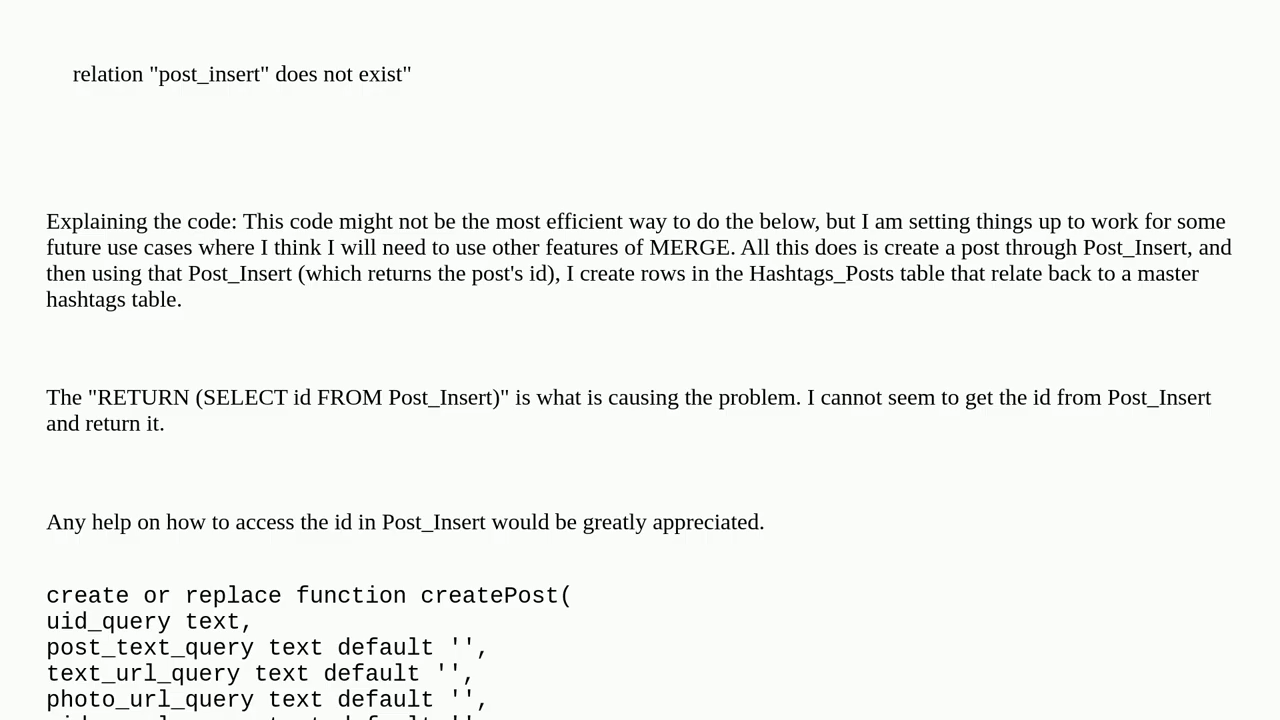 relation "post_insert" does not exist"
Explaining the code: This code might not be the most efficient way to do the below, but I am setting things up to work for some
future use cases where I think I will need to use other features of MERGE. All this does is create a post through Post_Insert, and
then using that Post_Insert (which returns the post's id), I create rows in the Hashtags_Posts table that relate back to a master
hashtags table.
The "RETURN (SELECT id FROM Post_Insert)" is what is causing the problem. I cannot seem to get the id from Post_Insert
and return it.
Any help on how to access the id in Post_Insert would be greatly appreciated.
create or replace function createPost(
uid_query text,
post_text_query text default '',
text_url_query text default '',
photo_url_query text default '',